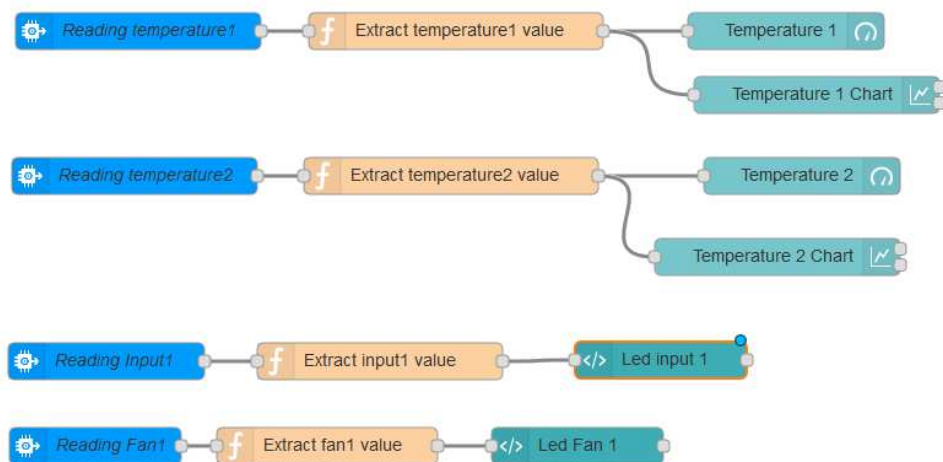 Reading temperature1
Extract temperature1 value
Temperature 1
Temperature 1 Chart
Reading temperature2
Extract temperature2 value
Temperature 2
Temperature 2 Chart
Reading Input1
Extract input1 value
</> Led input 1
Reading Fan1
Extract fan1 value
</> Led Fan 1